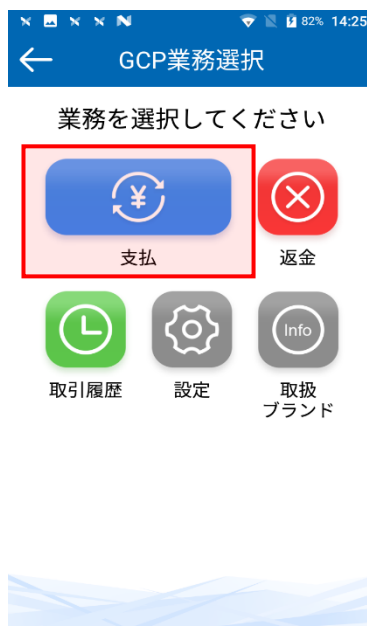 82% 14:25
GCP業務選択
業務を選択してください
¥
支払
返金
Info
取引履歴
設定
取扱
ブランド